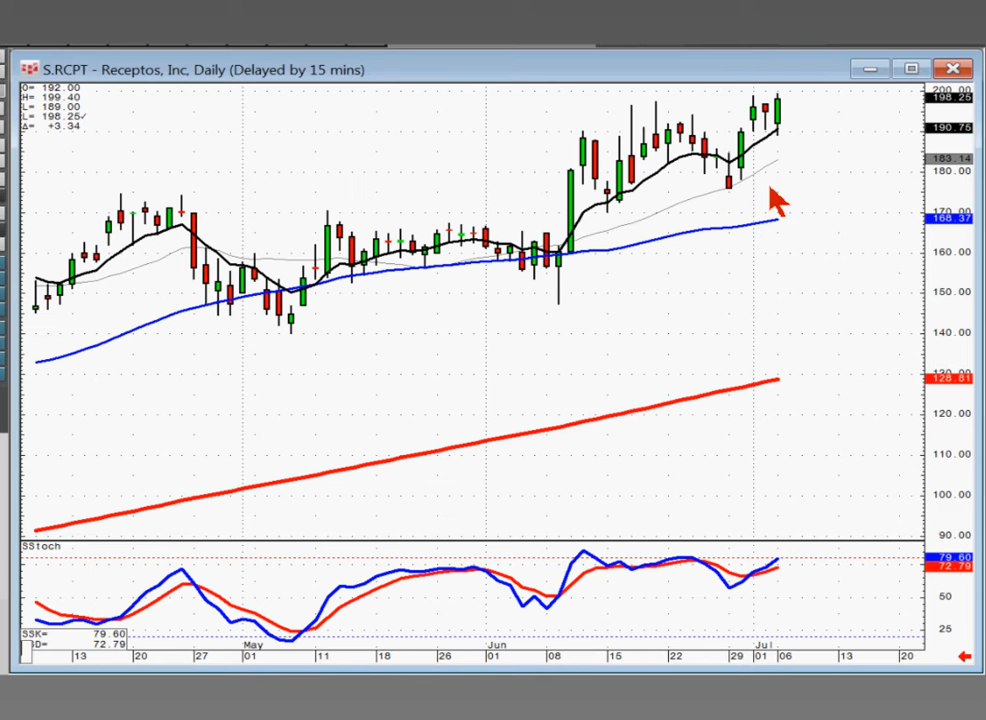 S.RCPT - Receptos, Inc, Daily (Delayed by 15 mins)
O= 192.00
H= 199.40
L= 189.00
L= 198.25✓
Δ= +3.34
200.00
198.25
190.75
183.14
180.00
170.00
168.37
160.00
150.00
140.00
130.00
128.81
120.00
110.00
100.00
90.00
SStoch
79.60
72.79
50
25
SSK= 79.60
SD= 72.79
May
Jun
Jul
13 20 27 01 11 18 26 01 08 15 22 29 01 06 13 20